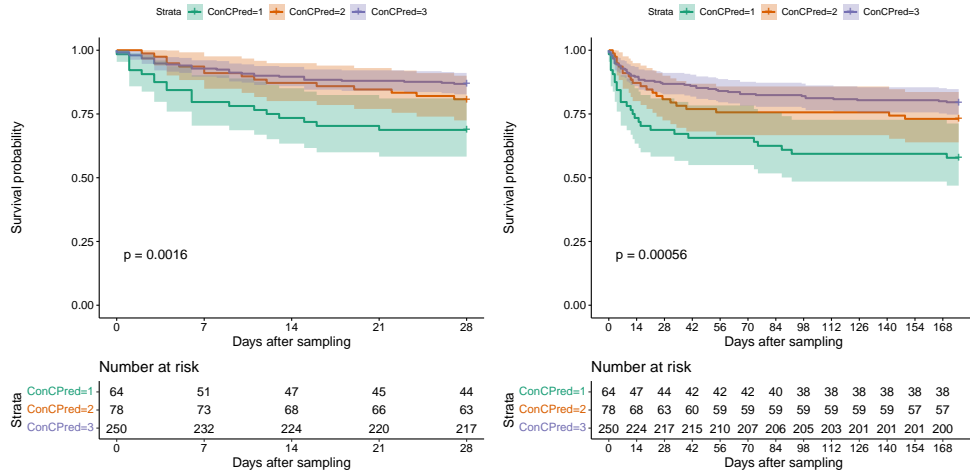 Strata ConCPred=1 ConCPred=2 ConCPred=3
1.00
0.75
0.50
0.25
0.00
Survival probability
p = 0.0016
0 7 14 21 28
Days after sampling
Number at risk
Strata
ConCPred=1 64 51 47 45 44
ConCPred=2 78 73 68 66 63
ConCPred=3 250 232 224 220 217
0 7 14 21 28
Days after sampling
Strata ConCPred=1 ConCPred=2 ConCPred=3
1.00
0.75
0.50
0.25
0.00
Survival probability
p = 0.00056
0 14 28 42 56 70 84 98 112 126 140 154 168
Days after sampling
Number at risk
Strata
ConCPred=1 64 47 44 42 42 42 40 38 38 38 38 38 38
ConCPred=2 78 68 63 60 59 59 59 59 59 59 59 57 57
ConCPred=3 250 224 217 215 210 207 206 205 203 201 201 201 200
0 14 28 42 56 70 84 98 112 126 140 154 168
Days after sampling